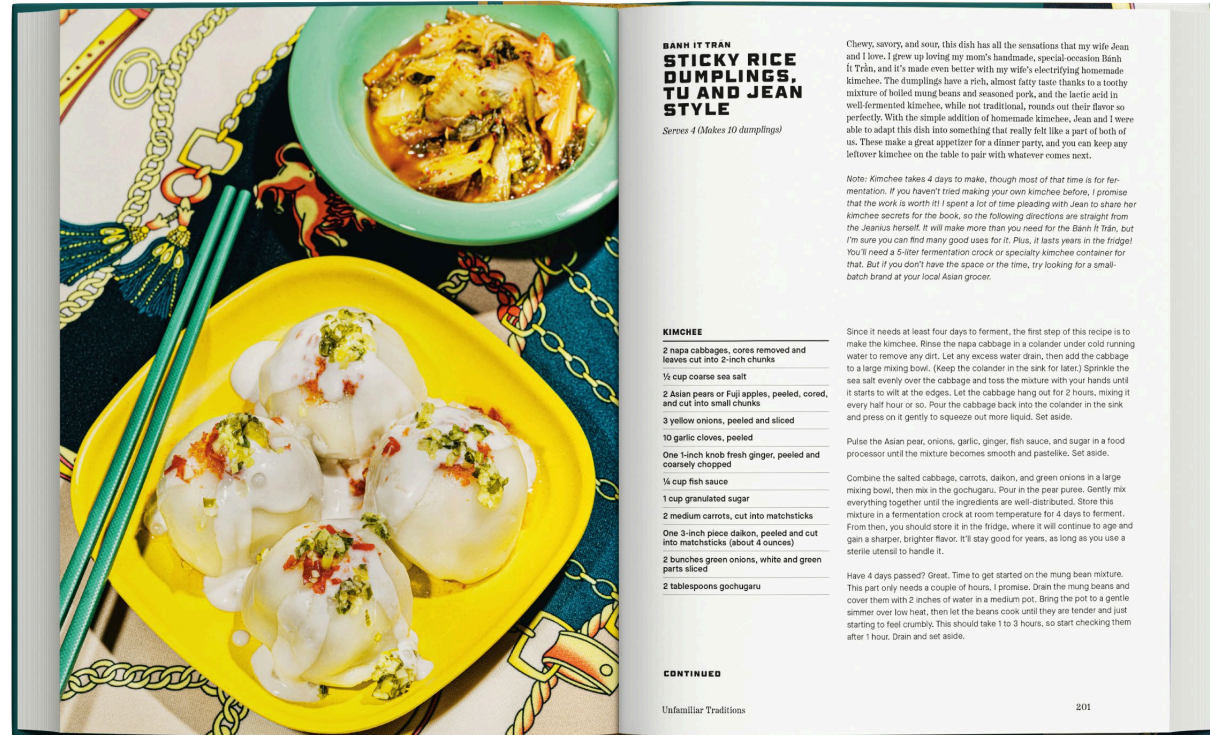 BÁNH ÍT TRẦN
STICKY RICE
DUMPLINGS,
TU AND JEAN
STYLE
Serves 4 (Makes 10 dumplings)
Chewy, savory, and sour, this dish has all the sensations that my wife Jean
and I love. I grew up loving my mom's handmade, special-occasion Bánh
Ít Trần, and it's made even better with my wife's electrifying homemade
kimchee. The dumplings have a rich, almost fatty taste thanks to a toothy
mixture of boiled mung beans and seasoned pork, and the lactic acid in
well-fermented kimchee, while not traditional, rounds out their flavor so
perfectly. With the simple addition of homemade kimchee, Jean and I were
able to adapt this dish into something that really felt like a part of both of
us. These make a great appetizer for a dinner party, and you can keep any
leftover kimchee on the table to pair with whatever comes next.
Note: Kimchee takes 4 days to make, though most of that time is for fer-
mentation. If you haven't tried making your own kimchee before, I promise
that the work is worth it! I spent a lot of time pleading with Jean to share her
kimchee secrets for the book, so the following directions are straight from
the Jeanius herself. It will make more than you need for the Bánh Ít Trần, but
I'm sure you can find many good uses for it. Plus, it lasts years in the fridge!
You'll need a 5-liter fermentation crock or specialty kimchee container for
that. But if you don't have the space or the time, try looking for a small-
batch brand at your local Asian grocer.
KIMCHEE
2 napa cabbages, cores removed and
leaves cut into 2-inch chunks
½ cup coarse sea salt
2 Asian pears or Fuji apples, peeled, cored,
and cut into small chunks
3 yellow onions, peeled and sliced
10 garlic cloves, peeled
One 1-inch knob fresh ginger, peeled and
coarsely chopped
¼ cup fish sauce
1 cup granulated sugar
2 medium carrots, cut into matchsticks
One 3-inch piece daikon, peeled and cut
into matchsticks (about 4 ounces)
2 bunches green onions, white and green
parts sliced
2 tablespoons gochugaru
Since it needs at least four days to ferment, the first step of this recipe is to
make the kimchee. Rinse the napa cabbage in a colander under cold running
water to remove any dirt. Let any excess water drain, then add the cabbage
to a large mixing bowl. (Keep the colander in the sink for later.) Sprinkle the
sea salt evenly over the cabbage and toss the mixture with your hands until
it starts to wilt at the edges. Let the cabbage hang out for 2 hours, mixing it
every half hour or so. Pour the cabbage back into the colander in the sink
and press on it gently to squeeze out more liquid. Set aside.
Pulse the Asian pear, onions, garlic, ginger, fish sauce, and sugar in a food
processor until the mixture becomes smooth and pastelike. Set aside.
Combine the salted cabbage, carrots, daikon, and green onions in a large
mixing bowl, then mix in the gochugaru. Pour in the pear puree. Gently mix
everything together until the ingredients are well-distributed. Store this
mixture in a fermentation crock at room temperature for 4 days to ferment.
From then, you should store it in the fridge, where it will continue to age and
gain a sharper, brighter flavor. It'll stay good for years, as long as you use a
sterile utensil to handle it.
Have 4 days passed? Great. Time to get started on the mung bean mixture.
This part only needs a couple of hours, I promise. Drain the mung beans and
cover them with 2 inches of water in a medium pot. Bring the pot to a gentle
simmer over low heat, then let the beans cook until they are tender and just
starting to feel crumbly. This should take 1 to 3 hours, so start checking them
after 1 hour. Drain and set aside.
CONTINUED
Unfamiliar Traditions
201